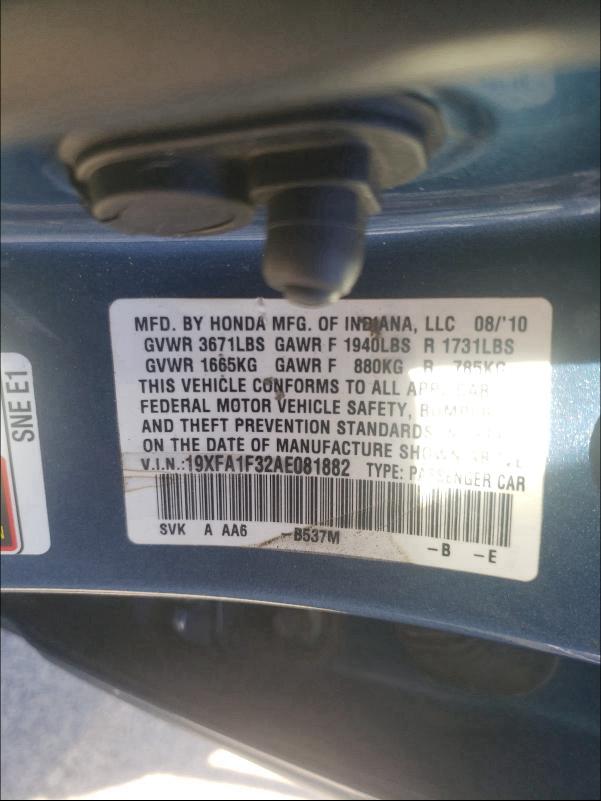 MFD. BY HONDA MFG. OF INDIANA, LLC 08/'10
GVWR 3671LBS GAWR F 1940LBS R 1731LBS
GVWR 1665KG GAWR F 880KG R 785KG
THIS VEHICLE CONFORMS TO ALL
FEDERAL MOTOR VEHICLE SAFETY, BUMPER
AND THEFT PREVENTION STANDARDS
ON THE DATE OF MANUFACTURE SHOWN
V.I.N.:19XFA1F32AE081882 TYPE: PASSENGER CAR
SVK A AA6 -B537M -B -E
SNE E1